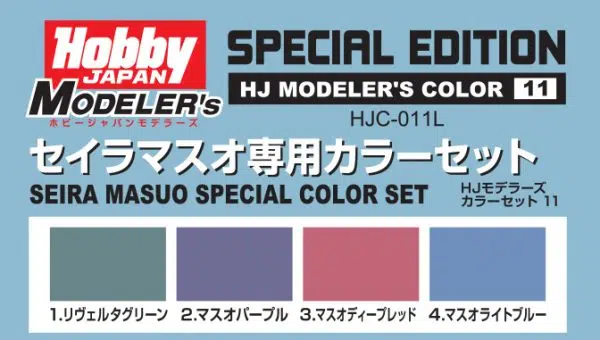 Hobby
JAPAN
MODELER's
ホビージャパンモデラーズ
SPECIAL EDITION
HJ MODELER'S COLOR 11
HJC-011L
セイラマスオ専用カラーセット
SEIRA MASUO SPECIAL COLOR SET
HJモデラーズ
カラーセット 11
1.リヴェルタグリーン
2.マスオパープル
3.マスオディープレッド
4.マスオライトブルー